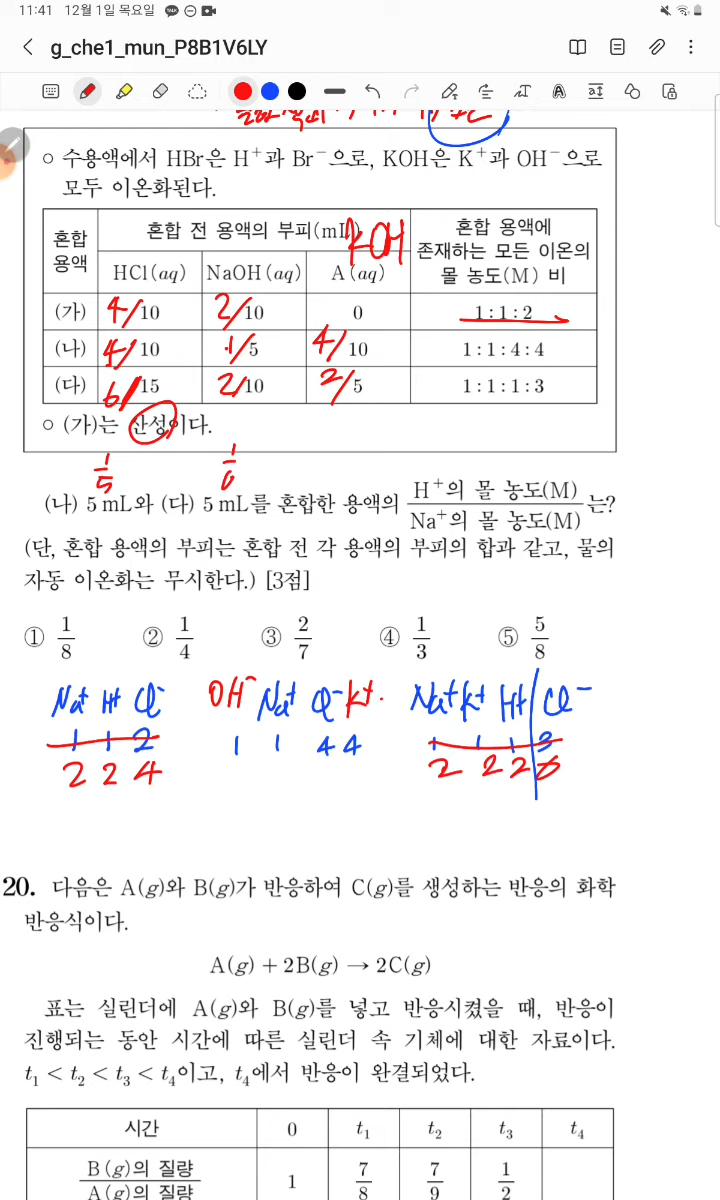 11:41 12월 1일 목요일
g_che1_mun_P8B1V6LY
○ 수용액에서 HBr은 H⁺과 Br⁻으로, KOH은 K⁺과 OH⁻으로
모두 이온화된다.
혼합 용액 혼합 전 용액의 부피(mL) KOH 혼합 용액에 존재하는 모든 이온의 몰 농도(M) 비
HCl(aq) NaOH(aq) A(aq)
(가) 4/10 2/10 0 1 : 1 : 2
(나) 4/10 1/5 4/10 1 : 1 : 4 : 4
(다) 6/15 2/10 2/5 1 : 1 : 1 : 3
○ (가)는 산성이다.
1/5
(나) 5 mL와 (다) 5 mL를 혼합한 용액의 H⁺의 몰 농도(M)/Na⁺의 몰 농도(M) 는?
(단, 혼합 용액의 부피는 혼합 전 각 용액의 부피의 합과 같고, 물의
자동 이온화는 무시한다.) [3점]
① 1/8 ② 1/4 ③ 2/7 ④ 1/3 ⑤ 5/8
Na⁺ H⁺ Cl⁻ OH⁻ Na⁺ Cl⁻ K⁺. Na⁺ K⁺ H⁺ Cl⁻
1 1 2 1 1 4 4 1 1 1 3
2 2 4 2 2 2
20. 다음은 A(g)와 B(g)가 반응하여 C(g)를 생성하는 반응의 화학
반응식이다.
A(g) + 2B(g) → 2C(g)
표는 실린더에 A(g)와 B(g)를 넣고 반응시켰을 때, 반응이
진행되는 동안 시간에 따른 실린더 속 기체에 대한 자료이다.
t₁ < t₂ < t₃ < t₄이고, t₄에서 반응이 완결되었다.
시간 0 t₁ t₂ t₃ t₄
B(g)의 질량/A(g)의 질량 1 7/8 7/9 1/2